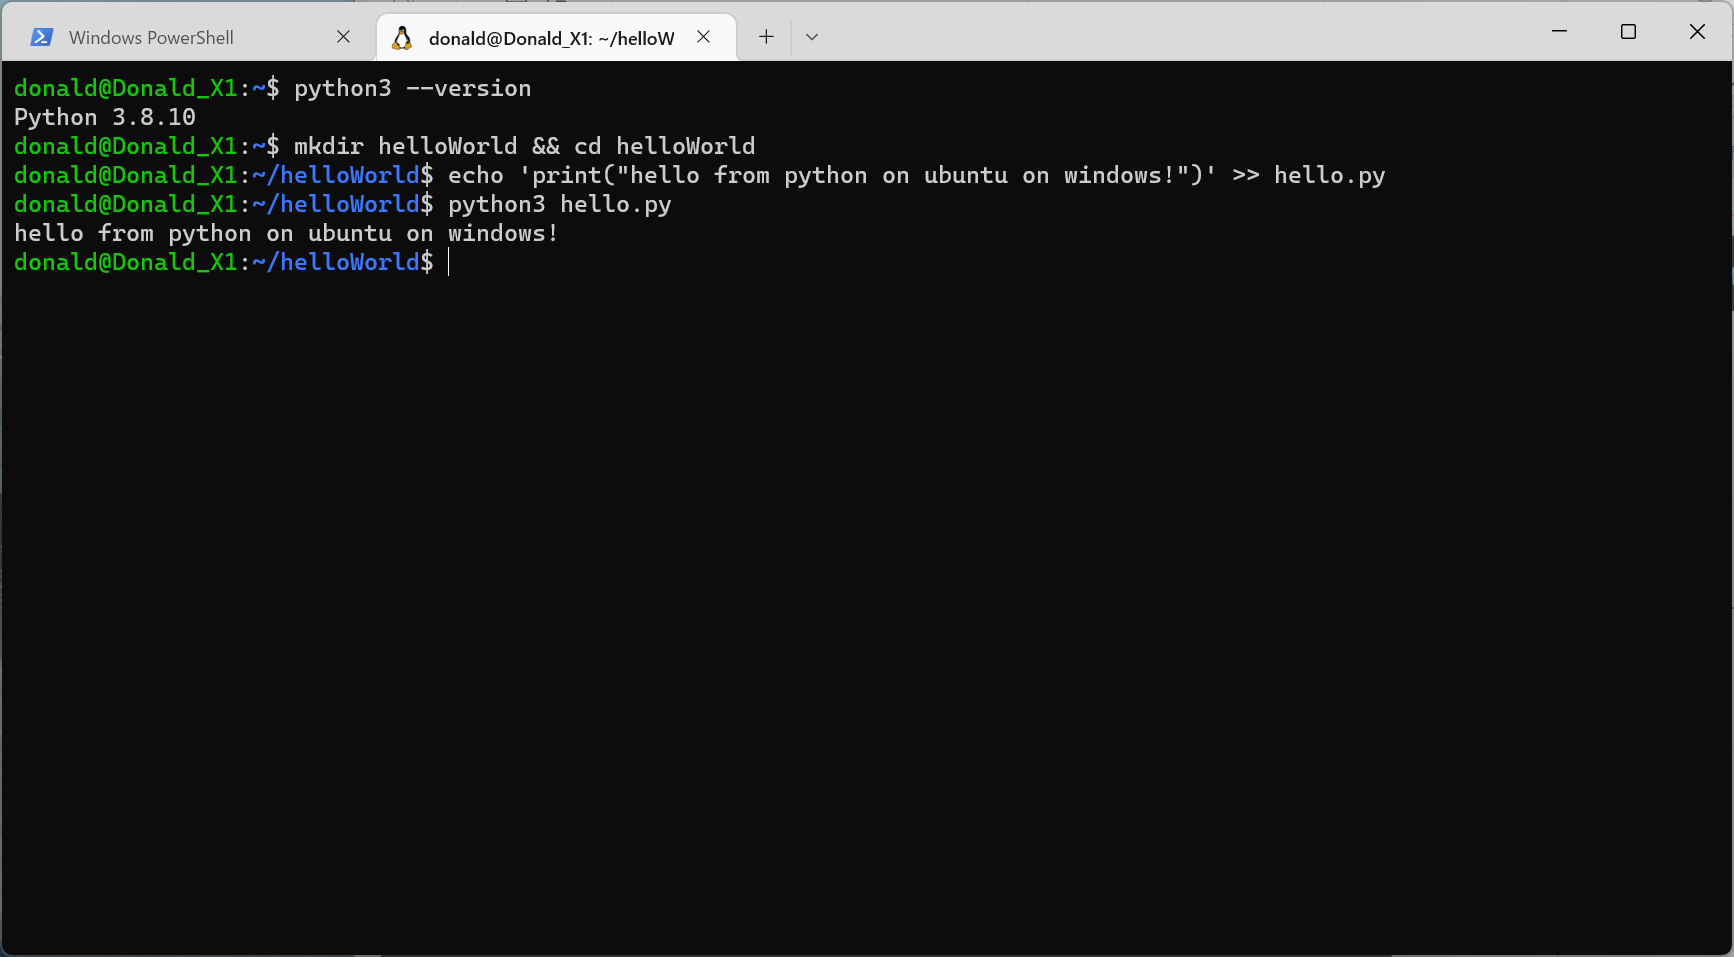 Windows PowerShell
donald@Donald_X1: ~/helloW
donald@Donald_X1:~$ python3 --version
Python 3.8.10
donald@Donald_X1:~$ mkdir helloWorld && cd helloWorld
donald@Donald_X1:~/helloWorld$ echo 'print("hello from python on ubuntu on windows!")' >> hello.py
donald@Donald_X1:~/helloWorld$ python3 hello.py
hello from python on ubuntu on windows!
donald@Donald_X1:~/helloWorld$